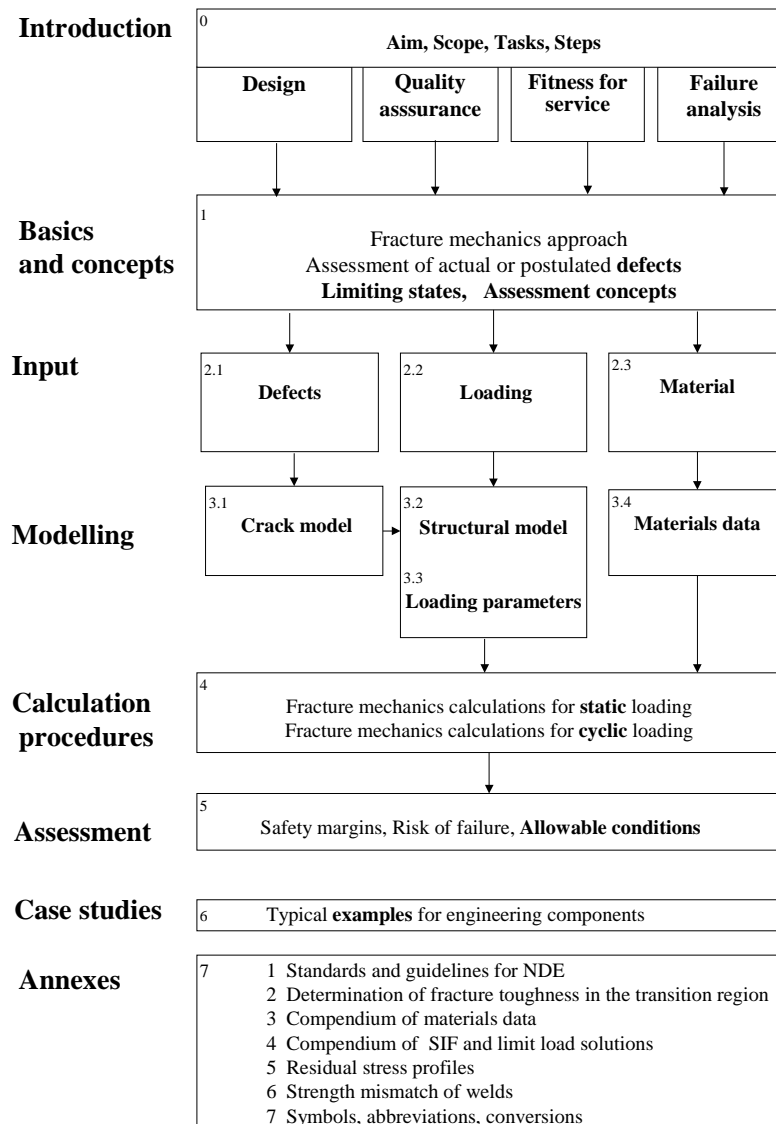 Introduction
0
Aim, Scope, Tasks, Steps
Design
Quality
asssurance
Fitness for
service
Failure
analysis
Basics
and concepts
1
Fracture mechanics approach
Assessment of actual or postulated defects
Limiting states, Assessment concepts
Input
2.1
Defects
2.2
Loading
2.3
Material
Modelling
3.1
Crack model
3.2
Structural model
3.3
Loading parameters
3.4
Materials data
Calculation
procedures
4
Fracture mechanics calculations for static loading
Fracture mechanics calculations for cyclic loading
Assessment
5
Safety margins, Risk of failure, Allowable conditions
Case studies
6
Typical examples for engineering components
Annexes
7
1 Standards and guidelines for NDE
2 Determination of fracture toughness in the transition region
3 Compendium of materials data
4 Compendium of SIF and limit load solutions
5 Residual stress profiles
6 Strength mismatch of welds
7 Symbols, abbreviations, conversions